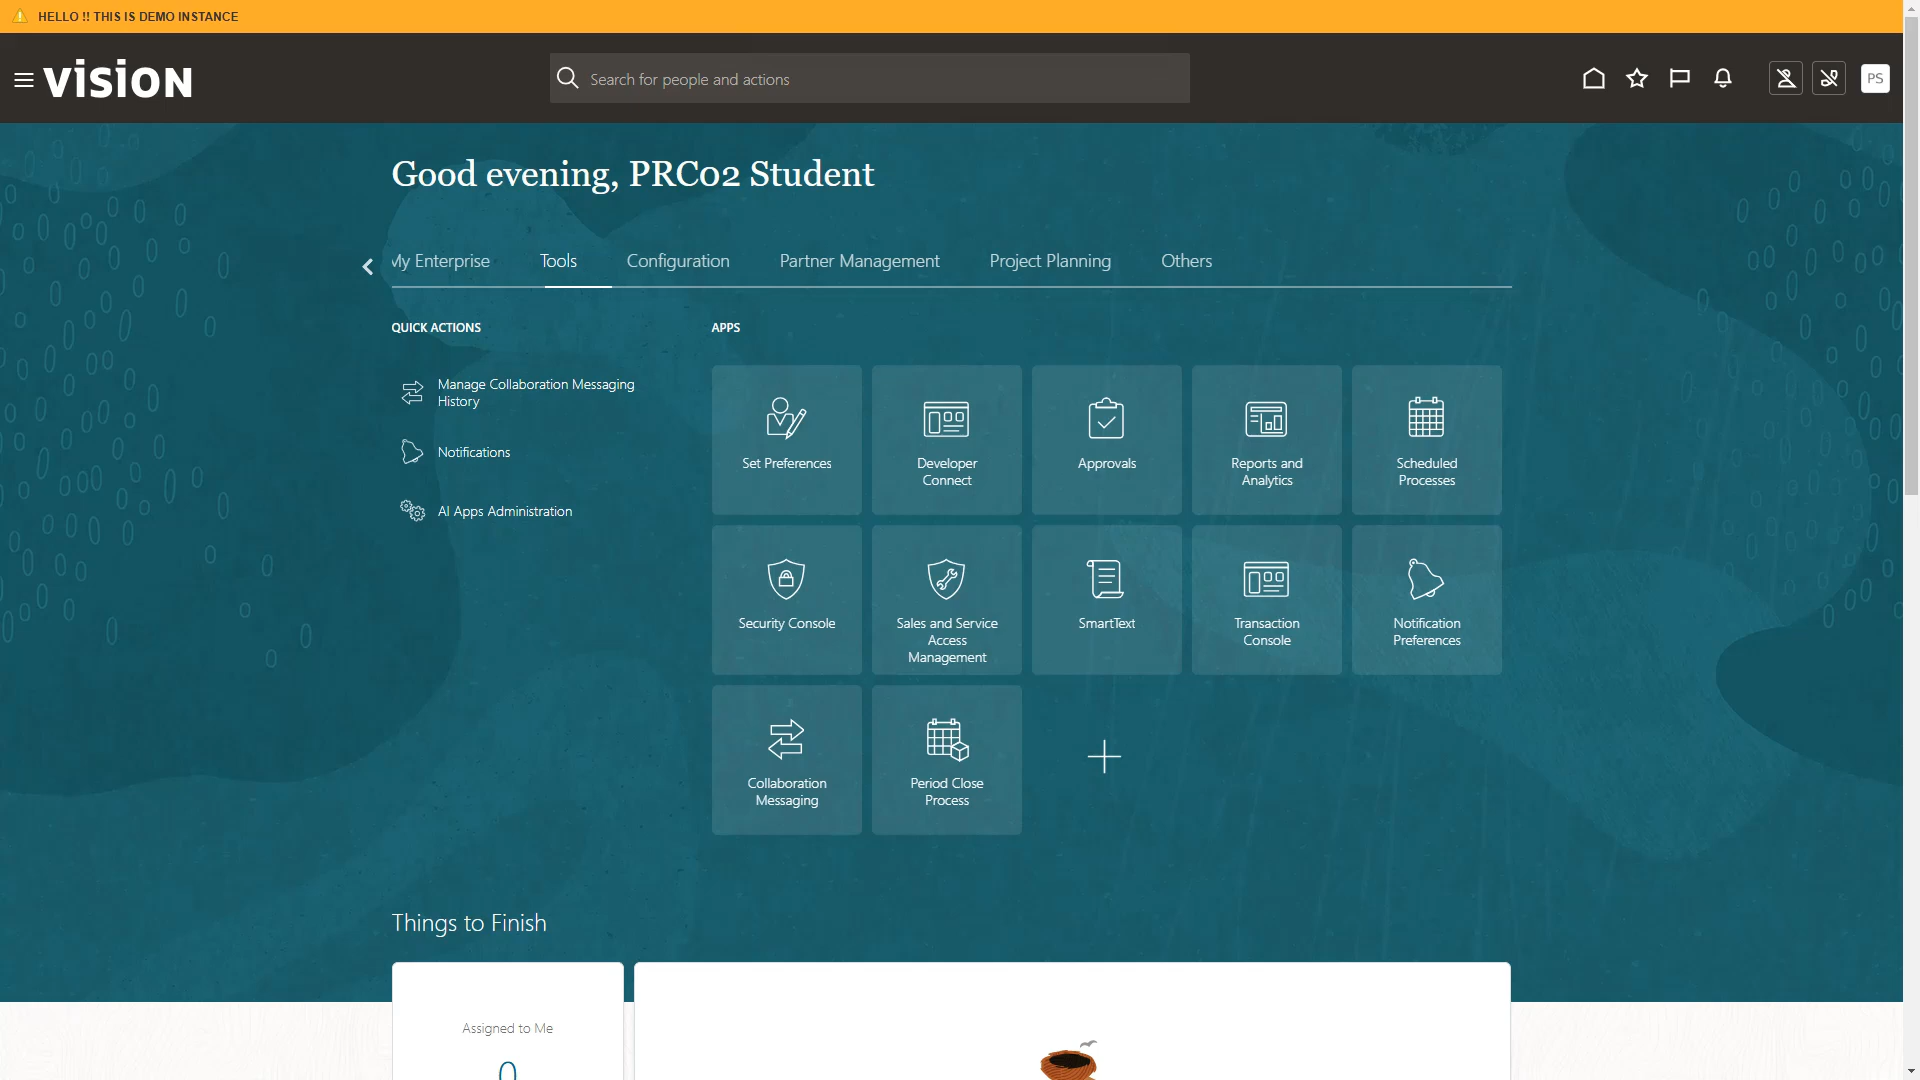 HELLO !! THIS IS DEMO INSTANCE
vision
Search for people and actions
PS
Good evening, PRC02 Student
My Enterprise
Tools
Configuration
Partner Management
Project Planning
Others
QUICK ACTIONS
APPS
Manage Collaboration Messaging
History
Notifications
AI Apps Administration
Set Preferences
Developer
Connect
Approvals
Reports and
Analytics
Scheduled
Processes
Security Console
Sales and Service
Access
Management
SmartText
Transaction
Console
Notification
Preferences
Collaboration
Messaging
Period Close
Process
Things to Finish
Assigned to Me
0